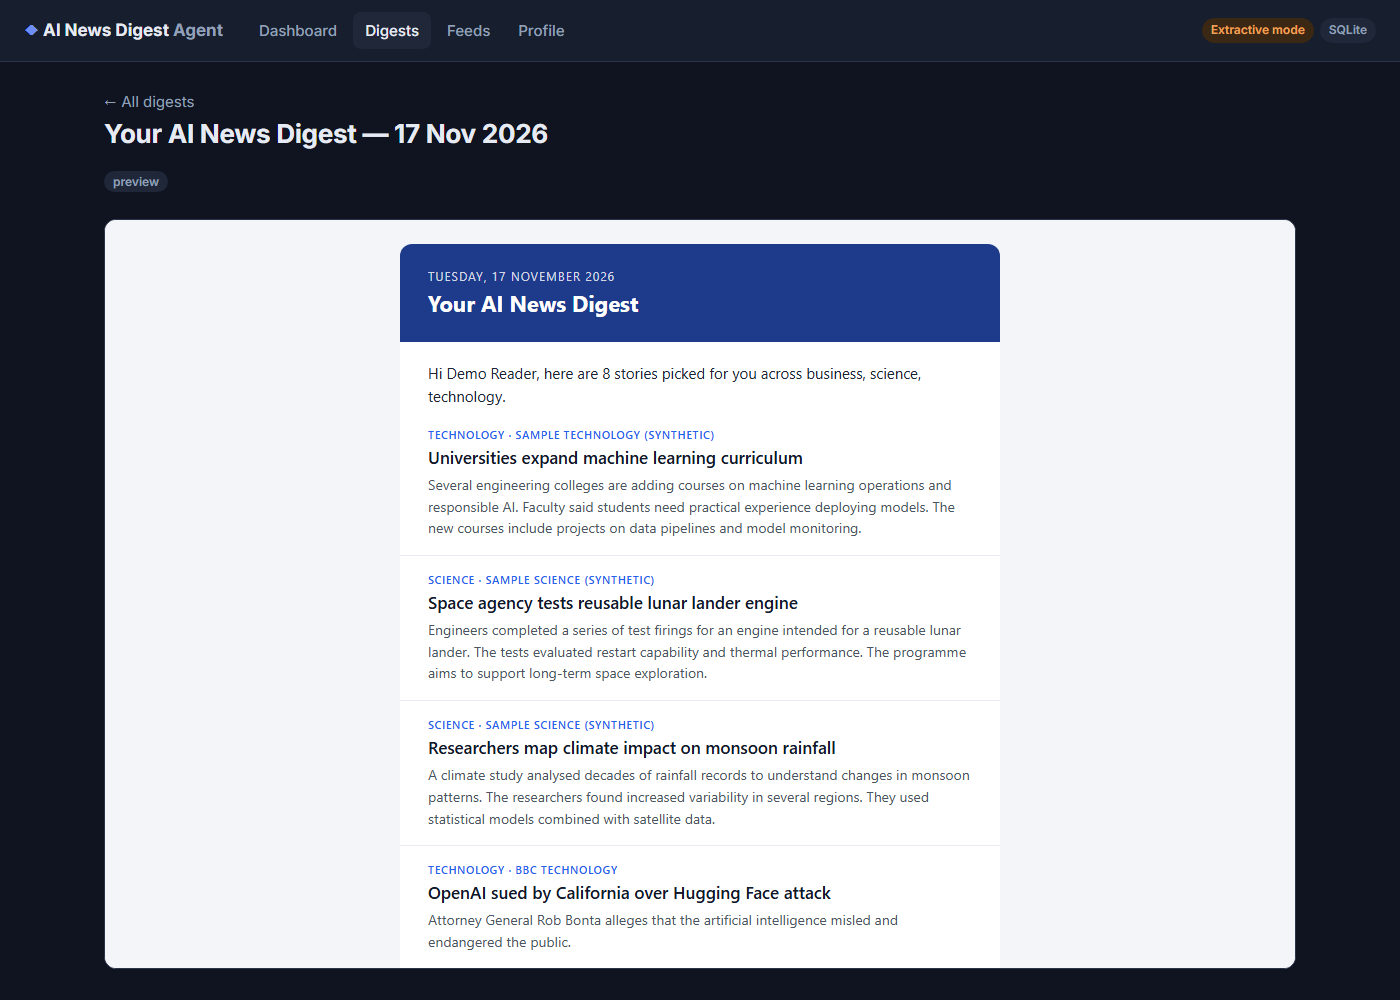 AI News Digest Agent
Dashboard
Digests
Feeds
Profile
Extractive mode
SQLite
← All digests
Your AI News Digest — 17 Nov 2026
preview
TUESDAY, 17 NOVEMBER 2026
Your AI News Digest
Hi Demo Reader, here are 8 stories picked for you across business, science,
technology.
TECHNOLOGY · SAMPLE TECHNOLOGY (SYNTHETIC)
Universities expand machine learning curriculum
Several engineering colleges are adding courses on machine learning operations and
responsible AI. Faculty said students need practical experience deploying models. The
new courses include projects on data pipelines and model monitoring.
SCIENCE · SAMPLE SCIENCE (SYNTHETIC)
Space agency tests reusable lunar lander engine
Engineers completed a series of test firings for an engine intended for a reusable lunar
lander. The tests evaluated restart capability and thermal performance. The programme
aims to support long-term space exploration.
SCIENCE · SAMPLE SCIENCE (SYNTHETIC)
Researchers map climate impact on monsoon rainfall
A climate study analysed decades of rainfall records to understand changes in monsoon
patterns. The researchers found increased variability in several regions. They used
statistical models combined with satellite data.
TECHNOLOGY · BBC TECHNOLOGY
OpenAI sued by California over Hugging Face attack
Attorney General Rob Bonta alleges that the artificial intelligence misled and
endangered the public.